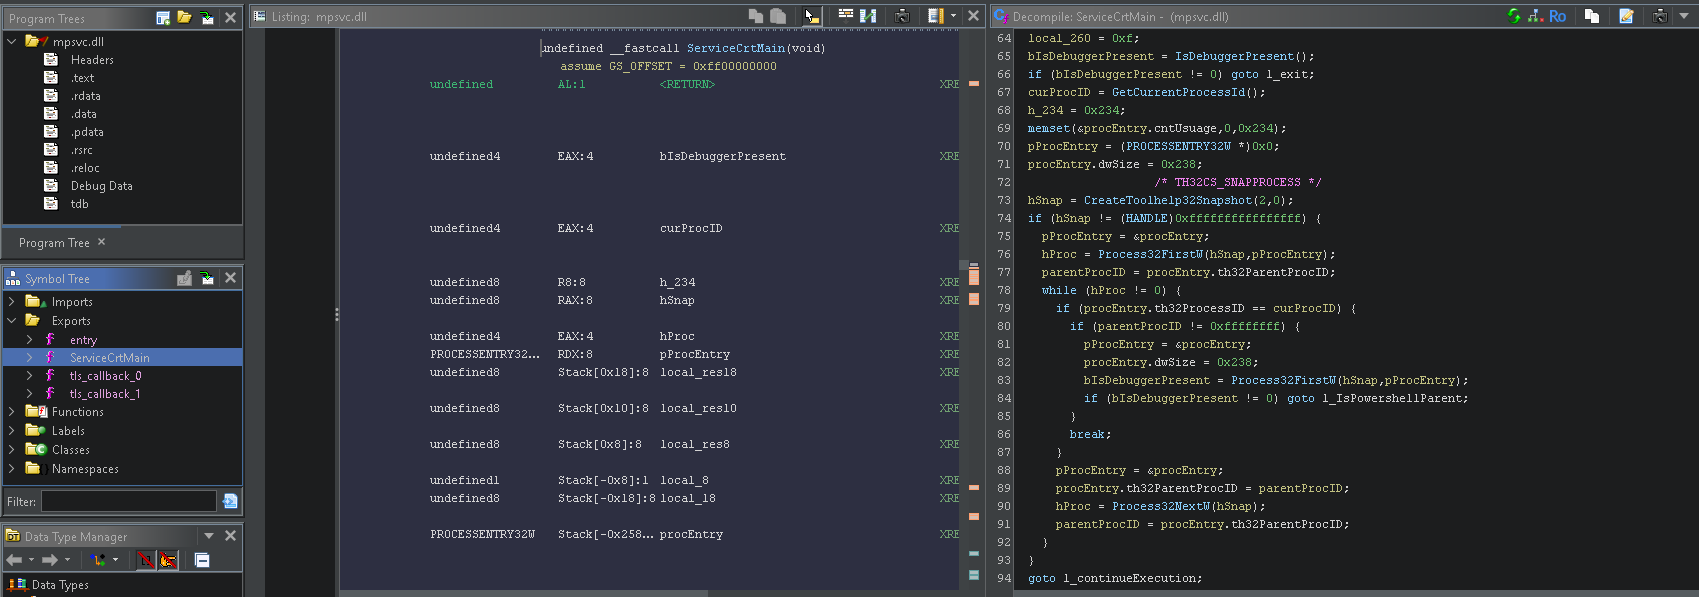 Program Trees
mpsvc.dll
Headers
.text
.rdata
.data
.pdata
.rsrc
.reloc
Debug Data
tdb
Program Tree
Symbol Tree
Imports
Exports
entry
ServiceCrtMain
tls_callback_0
tls_callback_1
Functions
Labels
Classes
Namespaces
Filter:
Data Type Manager
Data Types
Listing: mpsvc.dll
undefined __fastcall ServiceCrtMain(void)
assume GS_OFFSET = 0xff00000000
undefined AL:1 <RETURN> XRE
undefined4 EAX:4 bIsDebuggerPresent XRE
undefined4 EAX:4 curProcID XRE
undefined8 R8:8 h_234 XRE
undefined8 RAX:8 hSnap XRE
undefined4 EAX:4 hProc XRE
PROCESSENTRY32... RDX:8 pProcEntry XRE
undefined8 Stack[0x18]:8 local_res18 XRE
undefined8 Stack[0x10]:8 local_res10 XRE
undefined8 Stack[0x8]:8 local_res8 XRE
undefined1 Stack[-0x8]:1 local_8 XRE
undefined8 Stack[-0x18]:8 local_18 XRE
PROCESSENTRY32W Stack[-0x258... procEntry XRE
Decompile: ServiceCrtMain - (mpsvc.dll)
Ro
64 local_260 = 0xf;
65 bIsDebuggerPresent = IsDebuggerPresent();
66 if (bIsDebuggerPresent != 0) goto l_exit;
67 curProcID = GetCurrentProcessId();
68 h_234 = 0x234;
69 memset(&procEntry.cntUsuage,0,0x234);
70 pProcEntry = (PROCESSENTRY32W *)0x0;
71 procEntry.dwSize = 0x238;
72 /* TH32CS_SNAPPROCESS */
73 hSnap = CreateToolhelp32Snapshot(2,0);
74 if (hSnap != (HANDLE)0xffffffffffffffff) {
75 pProcEntry = &procEntry;
76 hProc = Process32FirstW(hSnap,pProcEntry);
77 parentProcID = procEntry.th32ParentProcID;
78 while (hProc != 0) {
79 if (procEntry.th32ProcessID == curProcID) {
80 if (parentProcID != 0xffffffff) {
81 pProcEntry = &procEntry;
82 procEntry.dwSize = 0x238;
83 bIsDebuggerPresent = Process32FirstW(hSnap,pProcEntry);
84 if (bIsDebuggerPresent != 0) goto l_IsPowershellParent;
85 }
86 break;
87 }
88 pProcEntry = &procEntry;
89 procEntry.th32ParentProcID = parentProcID;
90 hProc = Process32NextW(hSnap);
91 parentProcID = procEntry.th32ParentProcID;
92 }
93 }
94 goto l_continueExecution;